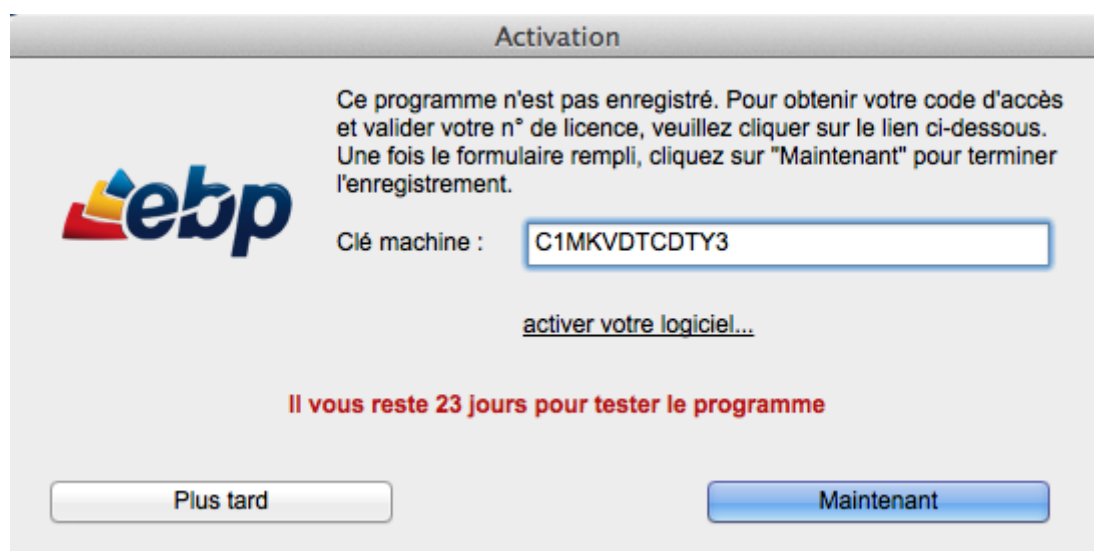 Activation
Ce programme n'est pas enregistré. Pour obtenir votre code d'accès
et valider votre n° de licence, veuillez cliquer sur le lien ci-dessous.
Une fois le formulaire rempli, cliquez sur "Maintenant" pour terminer
l'enregistrement.
ebp
Clé machine : C1MKVDTCDTY3
activer votre logiciel...
Il vous reste 23 jours pour tester le programme
Plus tard Maintenant